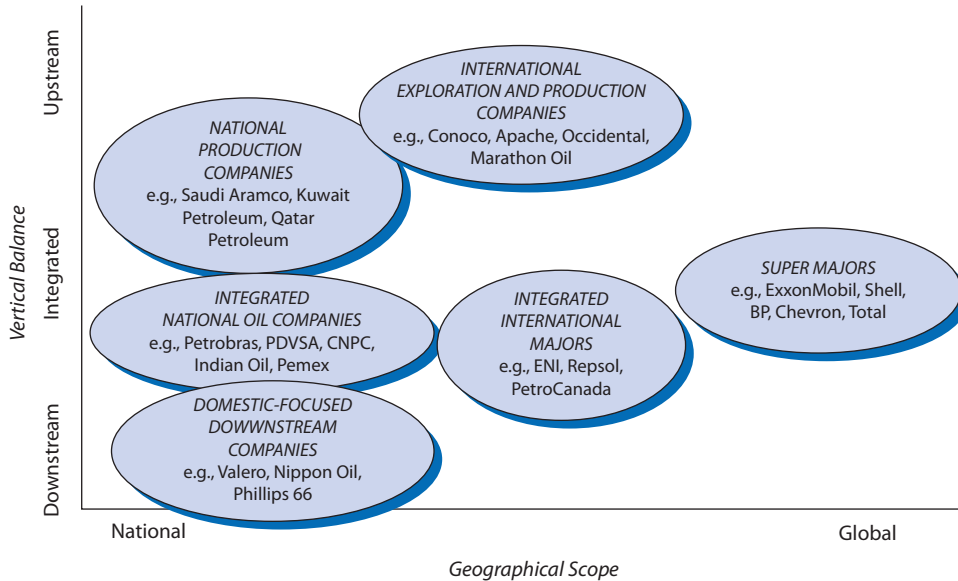 Vertical Balance
Upstream
Integrated
Downstream
INTERNATIONAL
EXPLORATION AND PRODUCTION
COMPANIES
e.g., Conoco, Apache, Occidental,
Marathon Oil
NATIONAL
PRODUCTION
COMPANIES
e.g., Saudi Aramco, Kuwait
Petroleum, Qatar
Petroleum
SUPER MAJORS
e.g., ExxonMobil, Shell,
BP, Chevron, Total
INTEGRATED
NATIONAL OIL COMPANIES
e.g., Petrobras, PDVSA, CNPC,
Indian Oil, Pemex
INTEGRATED
INTERNATIONAL
MAJORS
e.g., ENI, Repsol,
PetroCanada
DOMESTIC-FOCUSED
DOWWNSTREAM
COMPANIES
e.g., Valero, Nippon Oil,
Phillips 66
National
Global
Geographical Scope